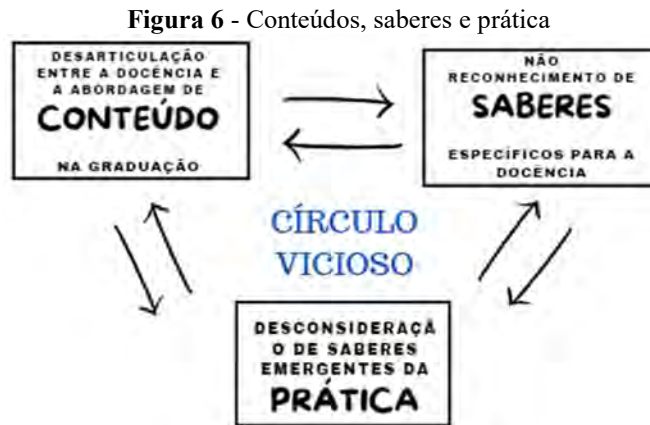 Figura 6 - Conteúdos, saberes e prática
DESARTICULAÇÃO
ENTRE A DOCÊNCIA E
A ABORDAGEM DE
CONTEÚDO
NA GRADUAÇÃO
NÃO
RECONHECIMENTO DE
SABERES
ESPECÍFICOS PARA A
DOCÊNCIA
CÍRCULO
VICIOSO
DESCONSIDERAÇÃ
O DE SABERES
EMERGENTES DA
PRÁTICA